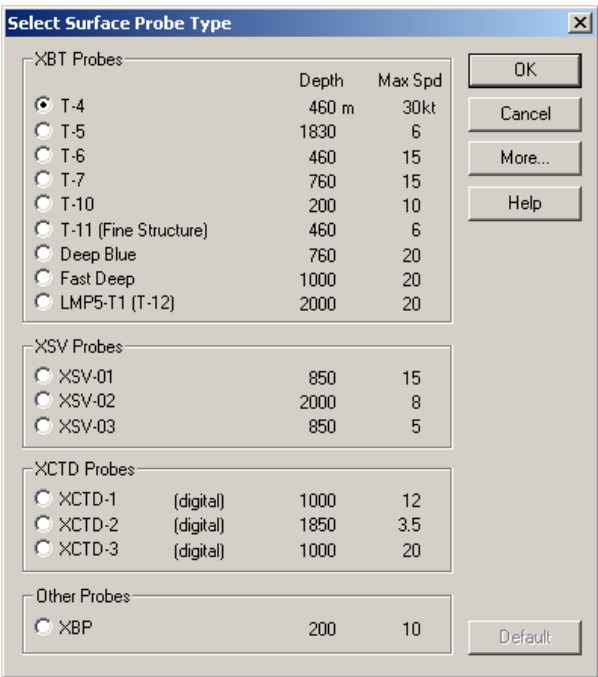 Select Surface Probe Type
XBT Probes
Depth Max Spd
T-4 460 m 30kt
T-5 1830 6
T-6 460 15
T-7 760 15
T-10 200 10
T-11 (Fine Structure) 460 6
Deep Blue 760 20
Fast Deep 1000 20
LMP5-T1 (T-12) 2000 20
XSV Probes
XSV-01 850 15
XSV-02 2000 8
XSV-03 850 5
XCTD Probes
XCTD-1 (digital) 1000 12
XCTD-2 (digital) 1850 3.5
XCTD-3 (digital) 1000 20
Other Probes
XBP 200 10
OK
Cancel
More...
Help
Default